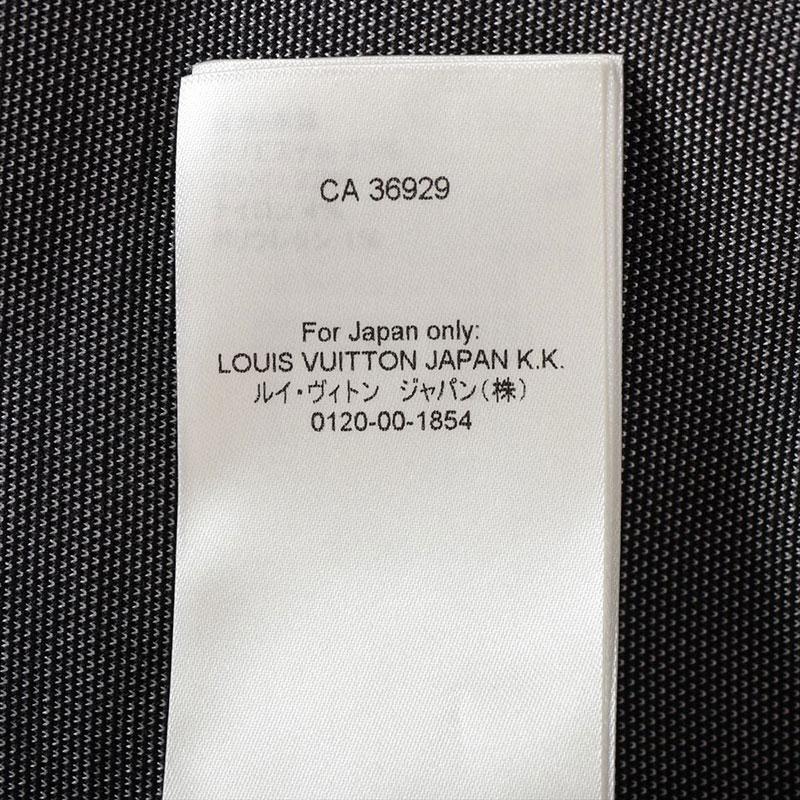 CA 36929
For Japan only:
LOUIS VUITTON JAPAN K.K.
ルイ・ヴィトン ジャパン(株)
0120-00-1854